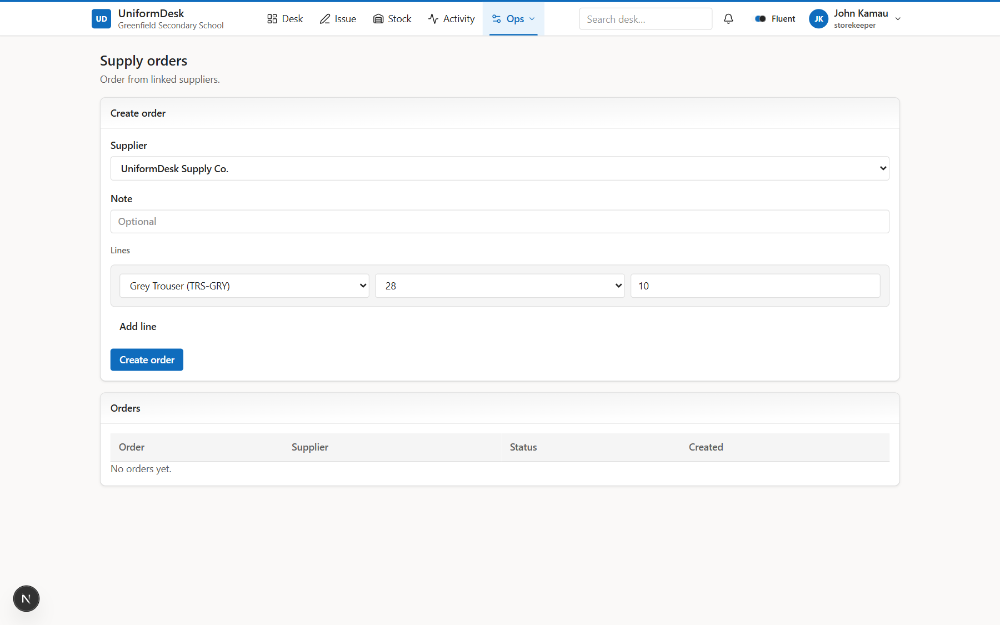 UD
UniformDesk
Greenfield Secondary School
Desk
Issue
Stock
Activity
Ops
Search desk...
Fluent
JK
John Kamau
storekeeper
Supply orders
Order from linked suppliers.
Create order
Supplier
UniformDesk Supply Co.
Note
Optional
Lines
Grey Trouser (TRS-GRY)
28
10
Add line
Create order
Orders
Order Supplier Status Created
No orders yet.
N